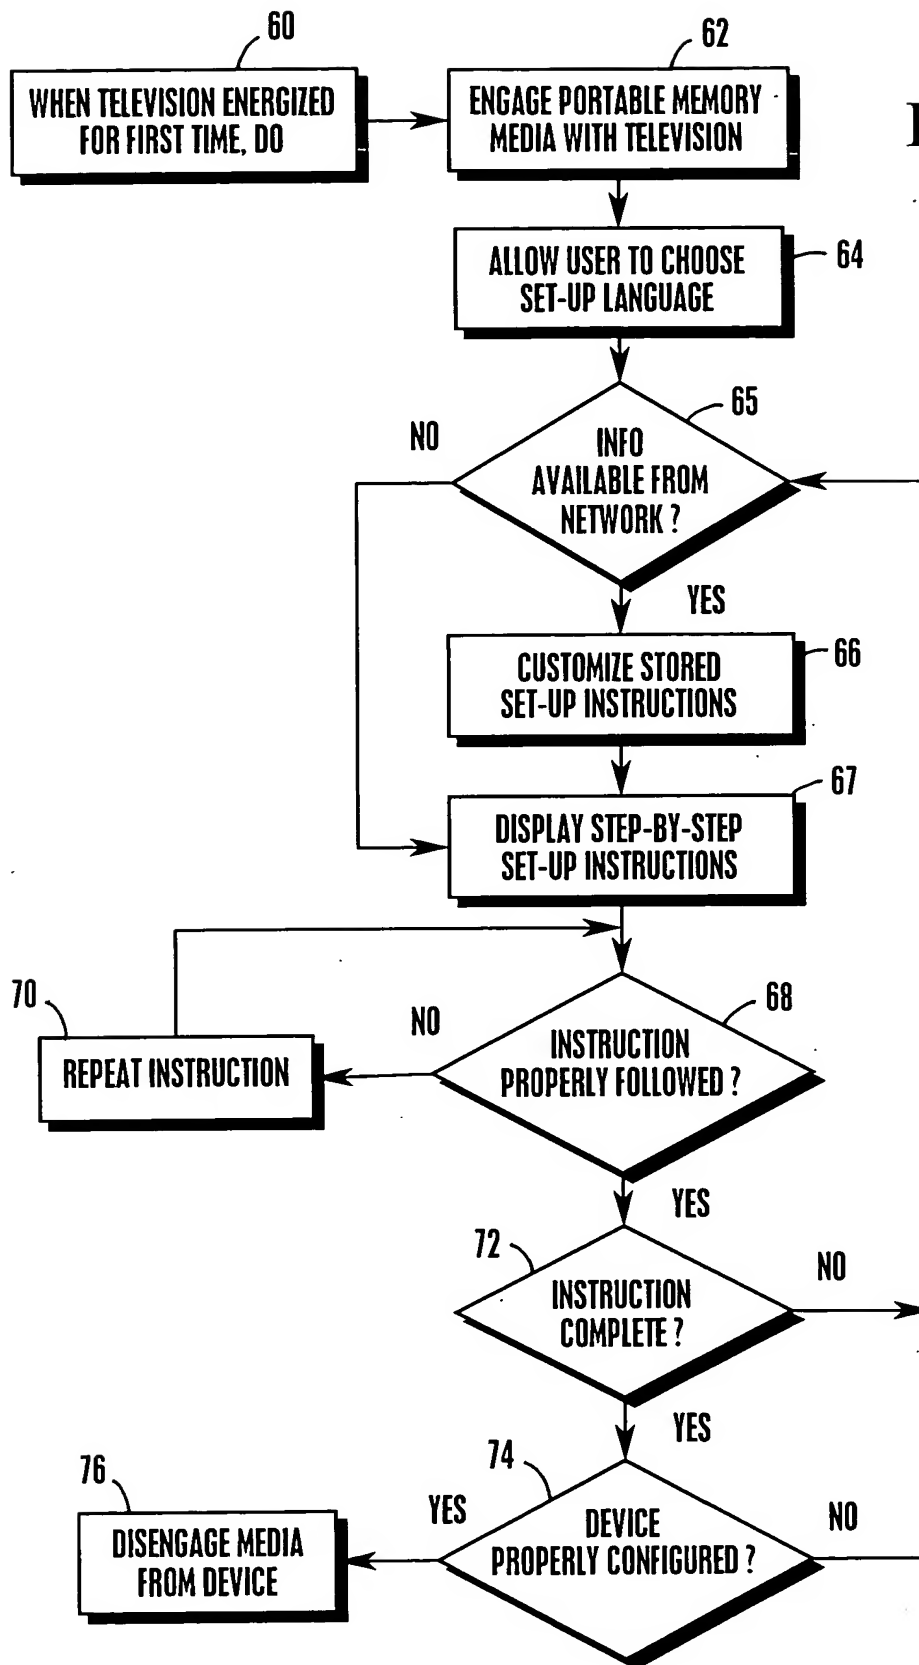 60
WHEN TELEVISION ENERGIZED
FOR FIRST TIME, DO
62
ENGAGE PORTABLE MEMORY
MEDIA WITH TELEVISION
64
ALLOW USER TO CHOOSE
SET-UP LANGUAGE
65
NO
INFO
AVAILABLE FROM
NETWORK ?
YES
66
CUSTOMIZE STORED
SET-UP INSTRUCTIONS
67
DISPLAY STEP-BY-STEP
SET-UP INSTRUCTIONS
70
REPEAT INSTRUCTION
NO
68
INSTRUCTION
PROPERLY FOLLOWED ?
YES
72
INSTRUCTION
COMPLETE ?
NO
YES
76
DISENGAGE MEDIA
FROM DEVICE
YES
74
DEVICE
PROPERLY CONFIGURED ?
NO